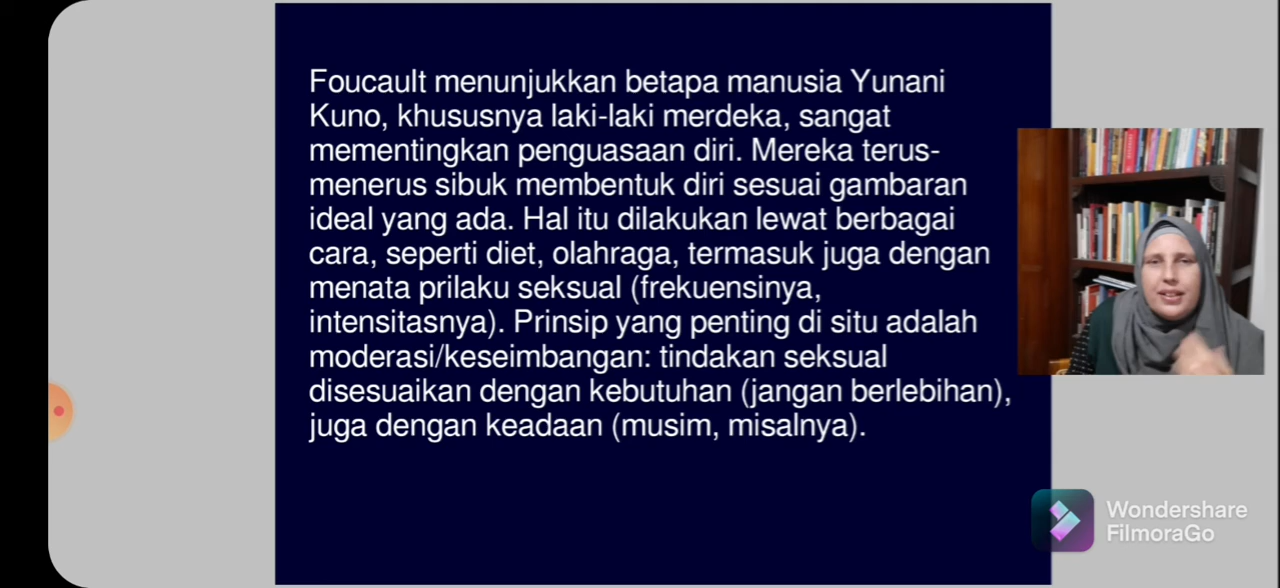 Foucault menunjukkan betapa manusia Yunani
Kuno, khususnya laki-laki merdeka, sangat
mementingkan penguasaan diri. Mereka terus-
menerus sibuk membentuk diri sesuai gambaran
ideal yang ada. Hal itu dilakukan lewat berbagai
cara, seperti diet, olahraga, termasuk juga dengan
menata prilaku seksual (frekuensinya,
intensitasnya). Prinsip yang penting di situ adalah
moderasi/keseimbangan: tindakan seksual
disesuaikan dengan kebutuhan (jangan berlebihan),
juga dengan keadaan (musim, misalnya).
Wondershare
FilmoraGo